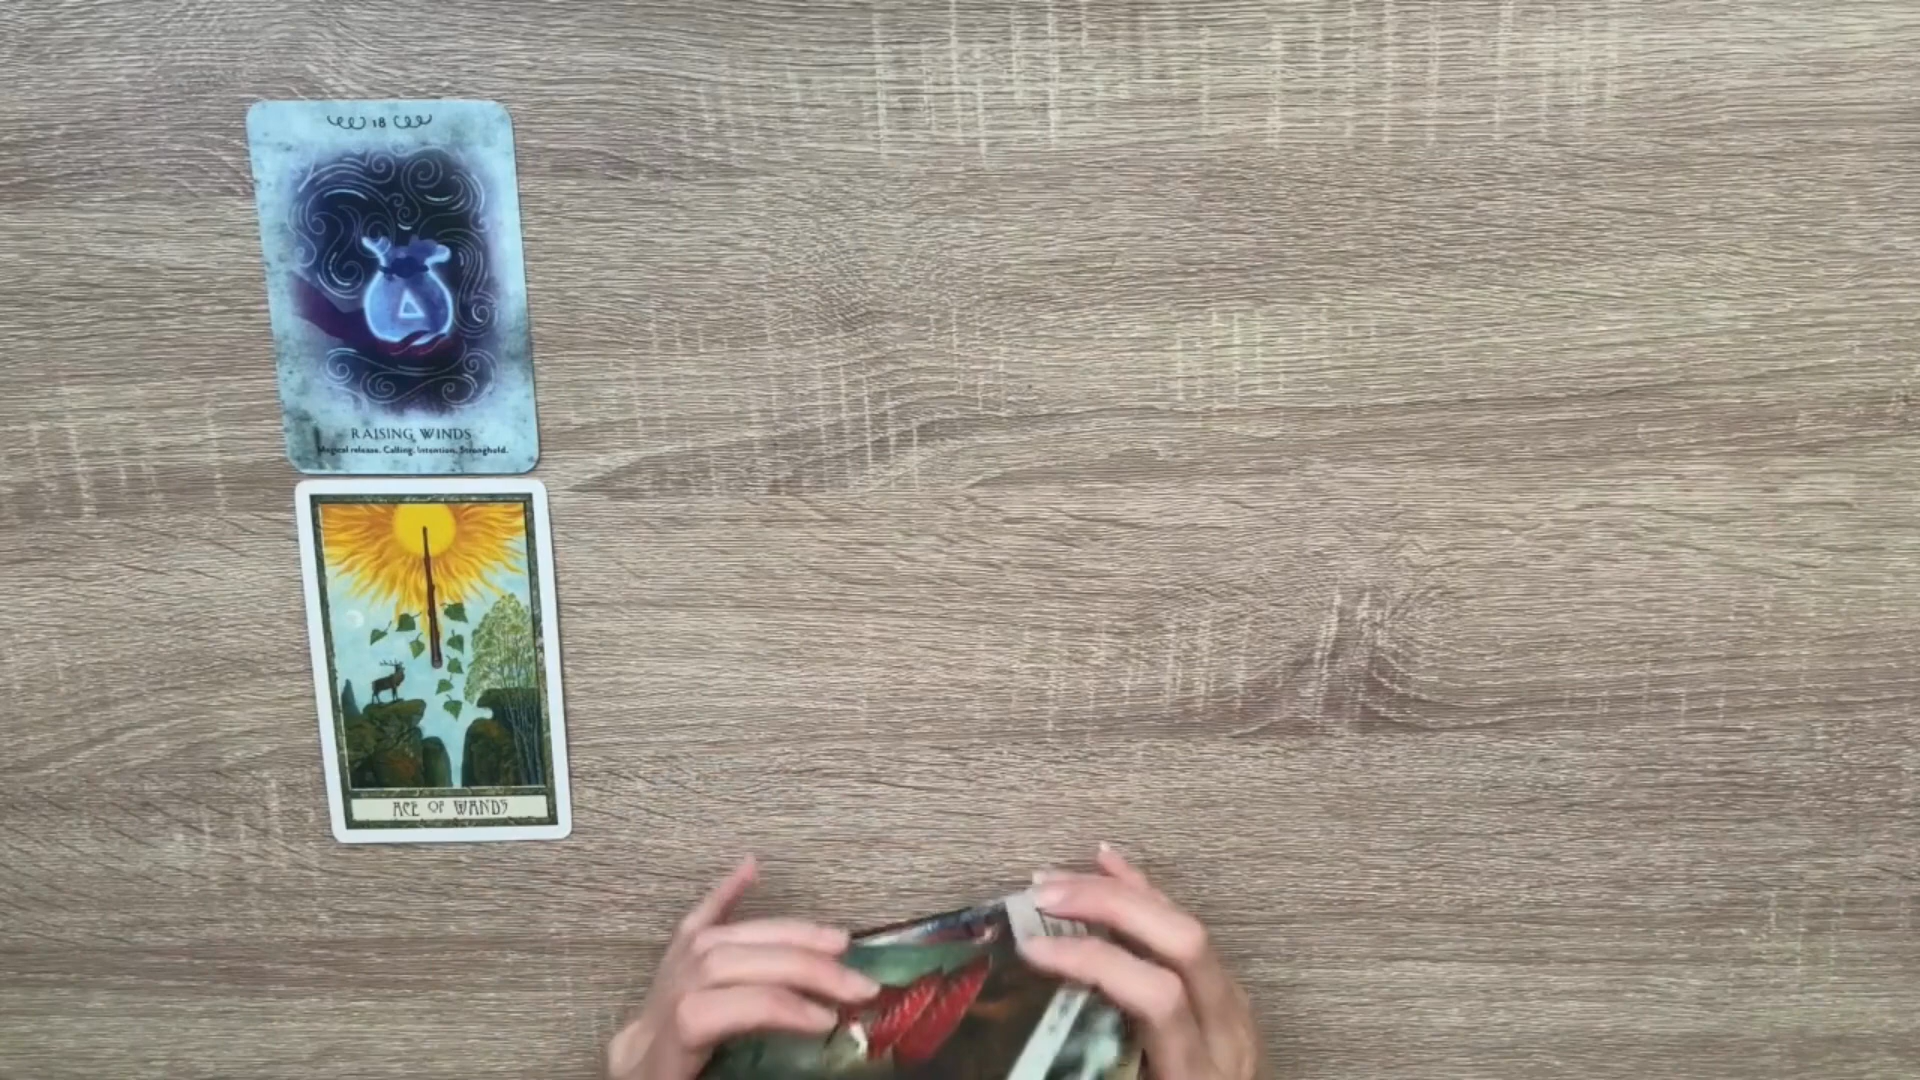 18
RAISING WINDS
Magical release. Calling. Intention. Stronghold.
ACE OF WANDS